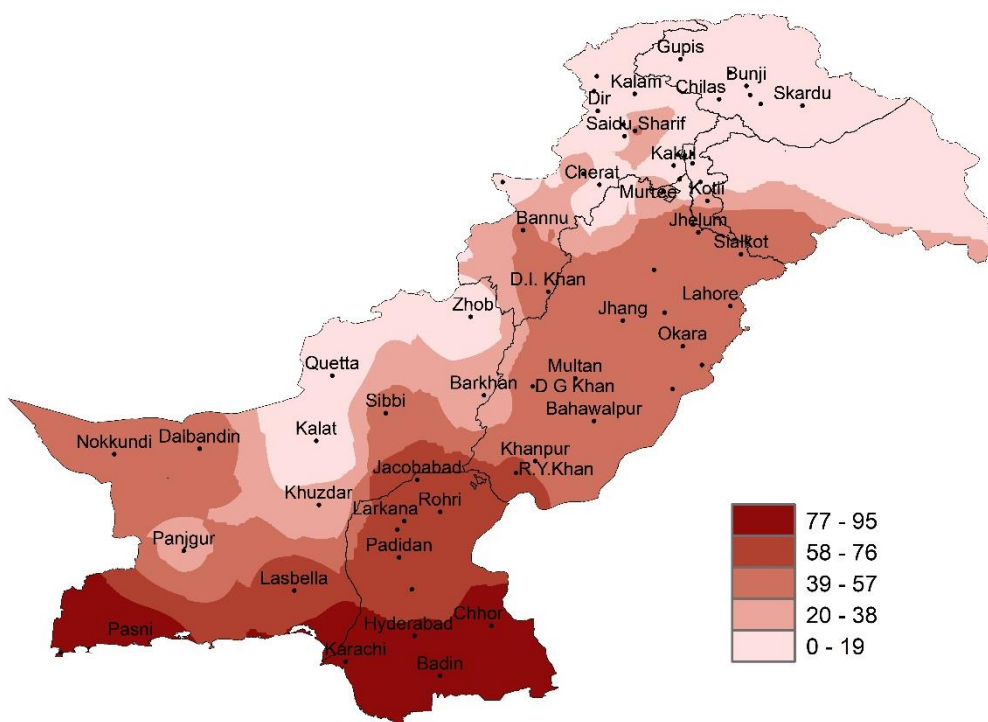 Gupis
Kalam
Chilas
Bunji
Skardu
Dir
Saidu Sharif
Kakul
Cherat
Murree
Kotli
Bannu
Jhelum
Sialkot
D.I. Khan
Zhob
Lahore
Jhang
Okara
Quetta
Multan
Barkhan
D G Khan
Sibbi
Bahawalpur
Kalat
Dalbandin
Nokkundi
Khanpur
Jacobabad
R.Y.Khan
Khuzdar
Rohri
Larkana
Panjgur
Padidan
Lasbella
Chhor
Pasni
Hyderabad
Karachi
Badin
77 - 95
58 - 76
39 - 57
20 - 38
0 - 19